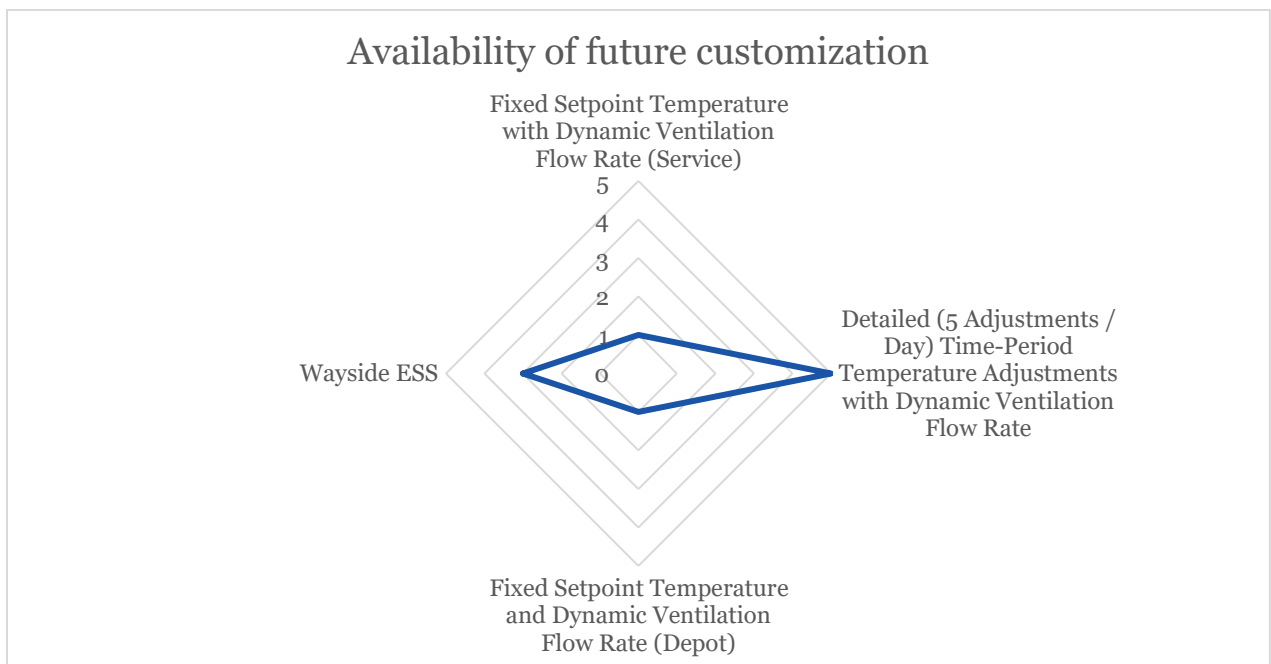 Availability of future customization
Fixed Setpoint Temperature
with Dynamic Ventilation
Flow Rate (Service)
5
4
3
2
1
0
Detailed (5 Adjustments /
Day) Time-Period
Temperature Adjustments
with Dynamic Ventilation
Flow Rate
Wayside ESS
Fixed Setpoint Temperature
and Dynamic Ventilation
Flow Rate (Depot)